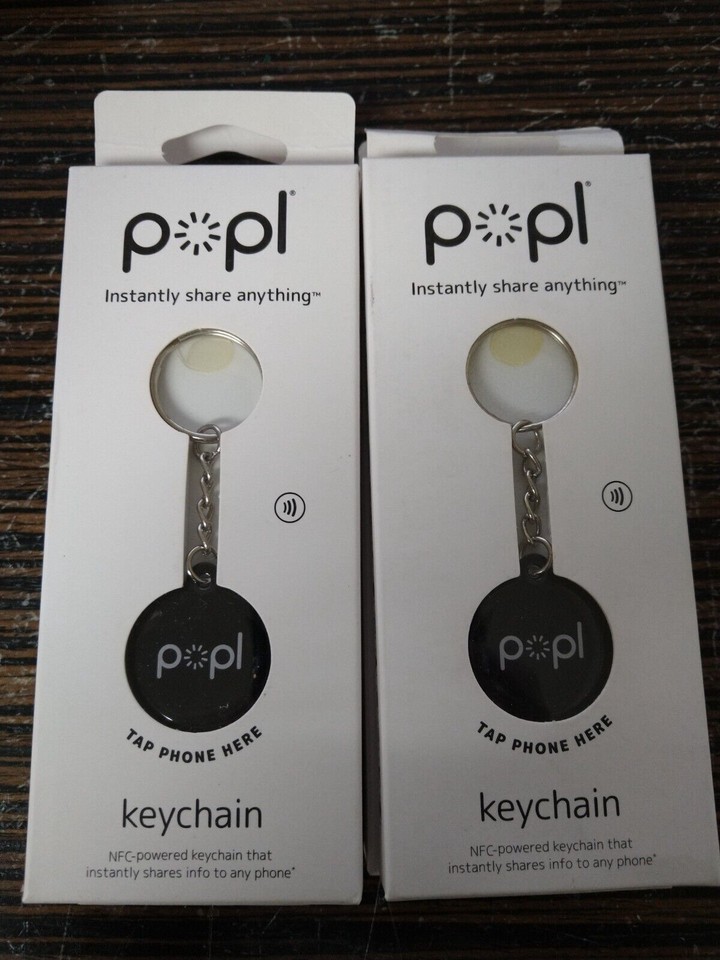 popl®
Instantly share anything™
popl
TAP PHONE HERE
keychain
NFC-powered keychain that
instantly shares info to any phone*
popl®
Instantly share anything™
popl
TAP PHONE HERE
keychain
NFC-powered keychain that
instantly shares info to any phone*